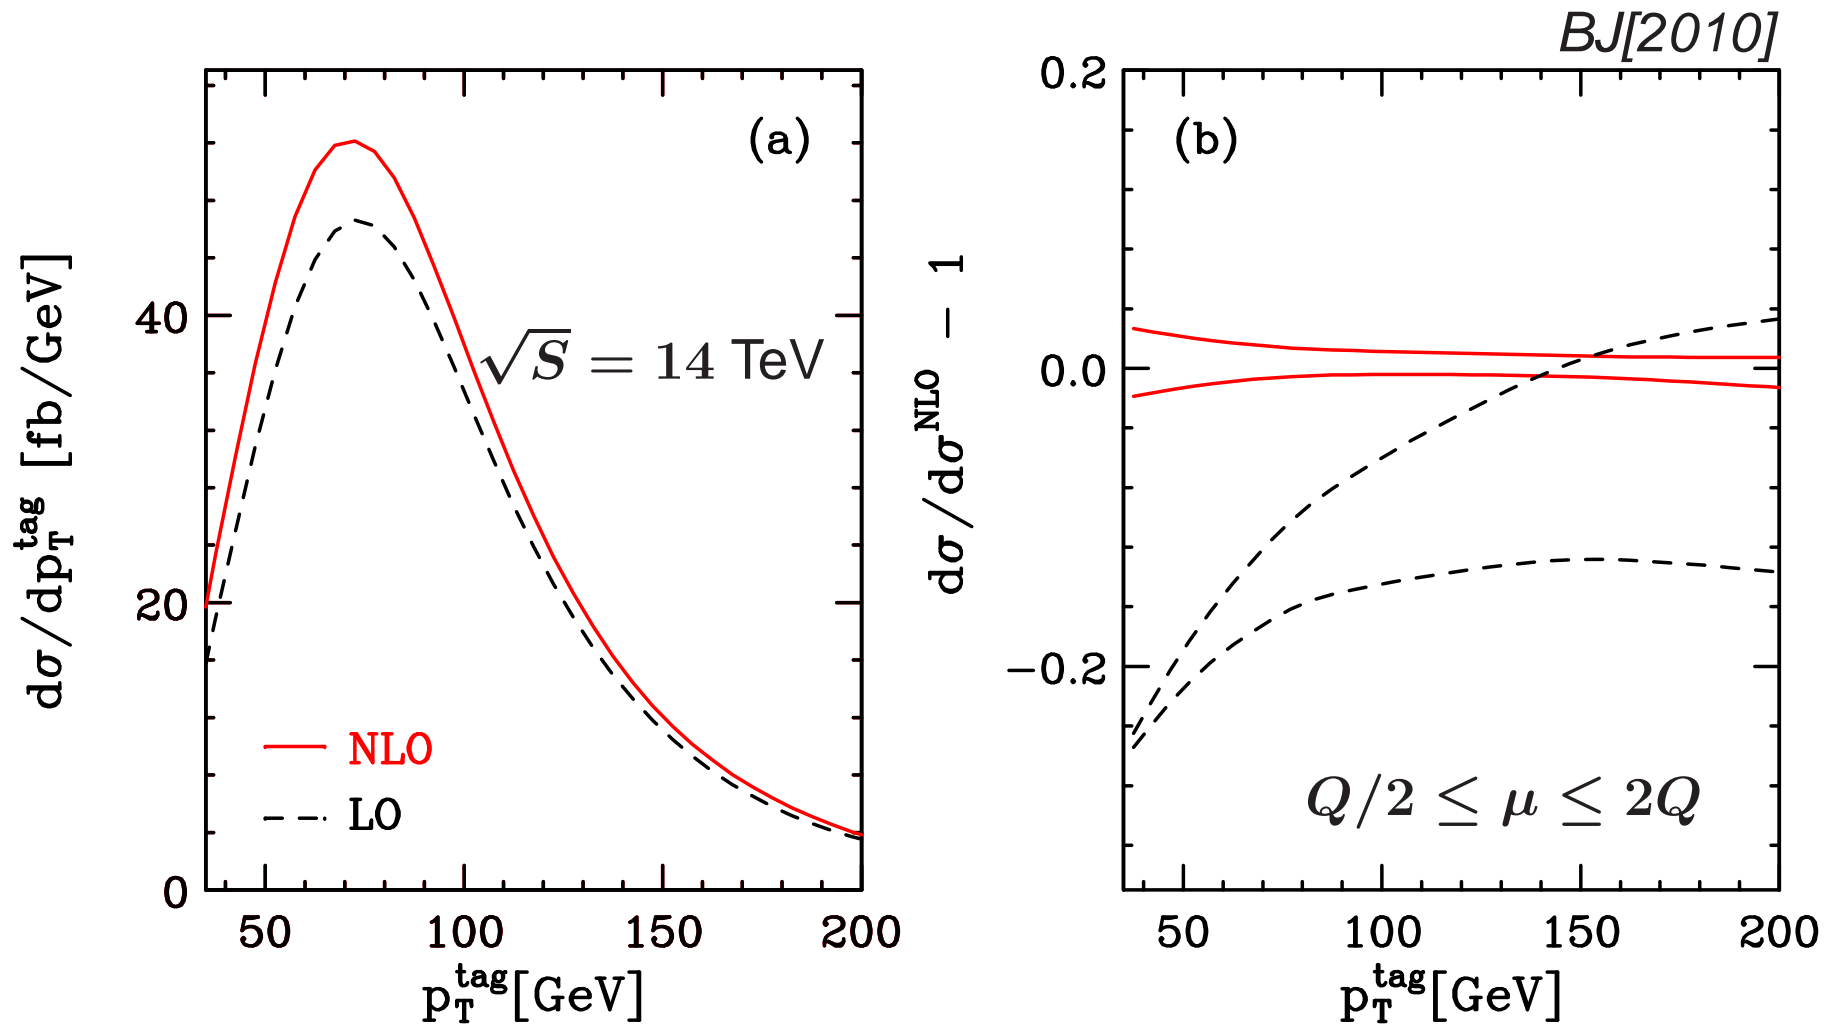 BJ[2010]
dσ/dp_T^tag [fb/GeV]
40
20
0
(a)
√S = 14 TeV
NLO
LO
50 100 150 200
p_T^tag[GeV]
dσ/dσ^NLO − 1
0.2
0.0
−0.2
(b)
Q/2 ≤ μ ≤ 2Q
50 100 150 200
p_T^tag[GeV]